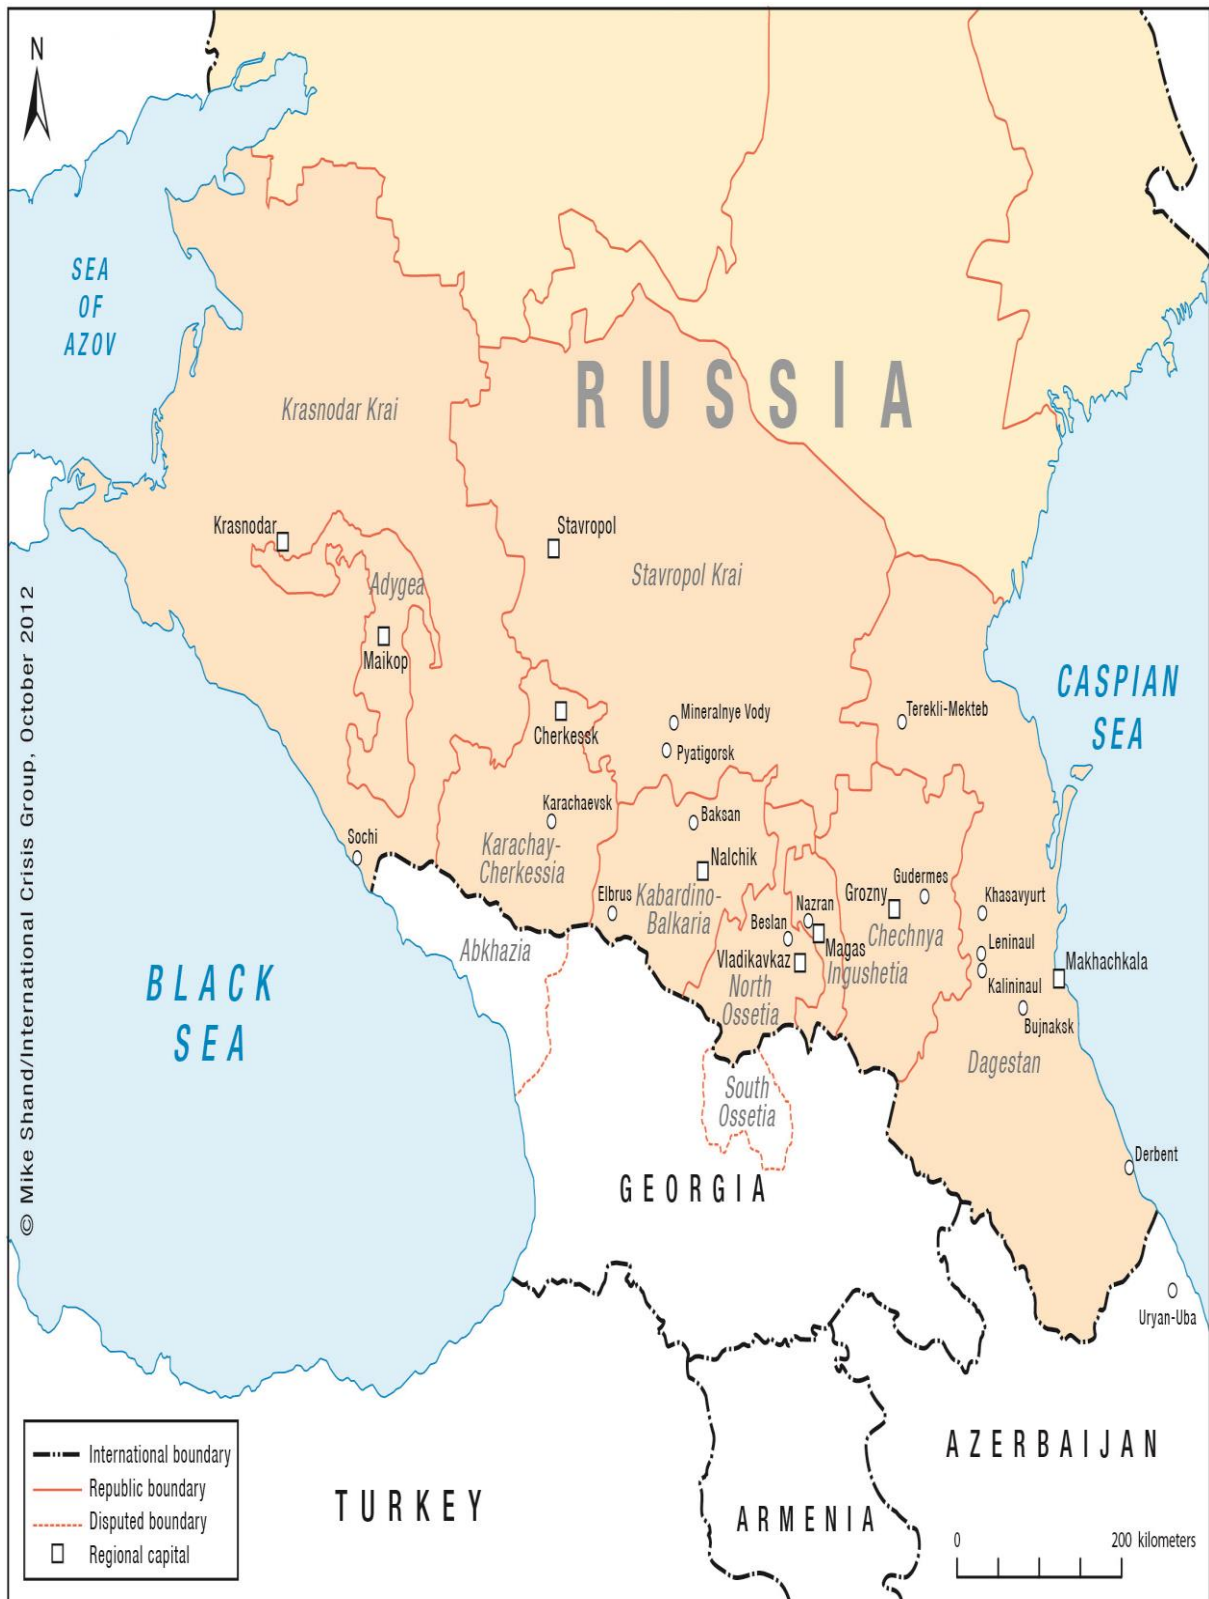 N
SEA
OF
AZOV
RUSSIA
Krasnodar Krai
Krasnodar
Stavropol
Adygea
Stavropol Krai
Maikop
CASPIAN
SEA
Terekli-Mekteb
Mineralnye Vody
Cherkessk
Pyatigorsk
Karachaevsk
Baksan
Sochi
Karachay-
Cherkessia
Nalchik
Elbrus
Kabardino-
Balkaria
Gudermes
Grozny
Khasavyurt
Beslan
Nazran
Chechnya
Magas
Leninaul
Abkhazia
Vladikavkaz
Ingushetia
Makhachkala
Kalininaul
North
Ossetia
Bujnaksk
BLACK
SEA
Dagestan
South
Ossetia
Derbent
GEORGIA
Uryan-Uba
AZERBAIJAN
TURKEY
ARMENIA
International boundary
Republic boundary
Disputed boundary
Regional capital
0 200 kilometers
© Mike Shand/International Crisis Group, October 2012